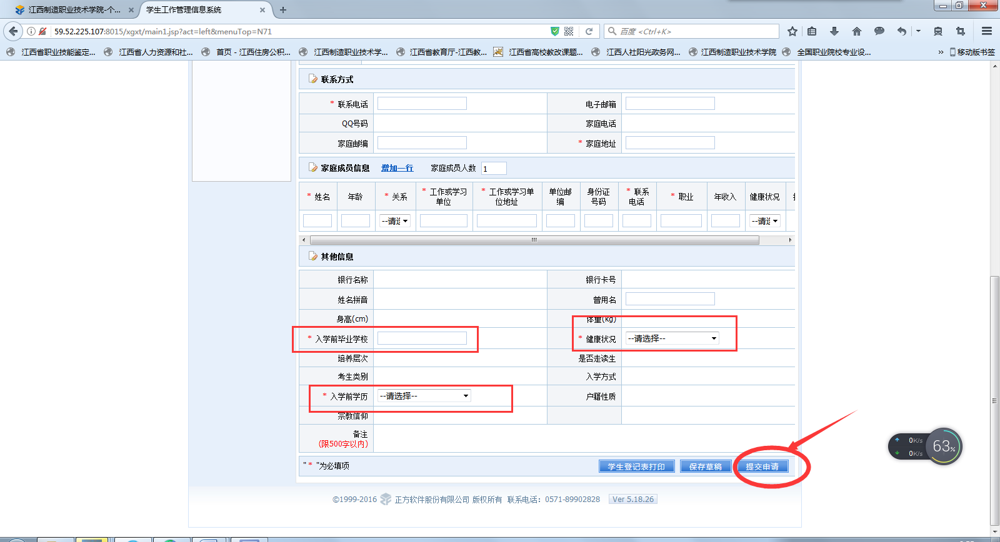 江西制造职业技术学院-个...
学生工作管理信息系统
59.52.225.107:8015/xgxt/main1.jsp?act=left&menuTop=N71
百度 <Ctrl+K>
江西省职业技能鉴定... 江西省人力资源和社... 首页 - 江西住房公积... 江西制造职业技术学... 江西省教育厅-江西教... 江西省高校教改课题... 江西人社阳光政务网... 江西制造职业技术学院 全国职业院校专业设... » 移动版书签
联系方式
* 联系电话 电子邮箱
QQ号码 家庭电话
家庭邮编 * 家庭地址
家庭成员信息 增加一行 家庭成员人数 1
* 姓名 年龄 * 关系 * 工作或学习单位 * 工作或学习单位地址 单位邮编 身份证号码 * 联系电话 * 职业 年收入 健康状况
--请选 --请选
其他信息
银行名称 银行卡号
姓名拼音 曾用名
身高(cm) 体重(kg)
* 入学前毕业学校 * 健康状况 --请选择--
培养层次 是否走读生
考生类别 入学方式
* 入学前学历 --请选择-- 户籍性质
宗教信仰
备注
(限500字以内)
" * "为必填项 学生登记表打印 保存草稿 提交申请
©1999-2016 正方软件股份有限公司 版权所有 联系电话：0571-89902828 Ver 5.18.26
0K/s
0K/s
63%